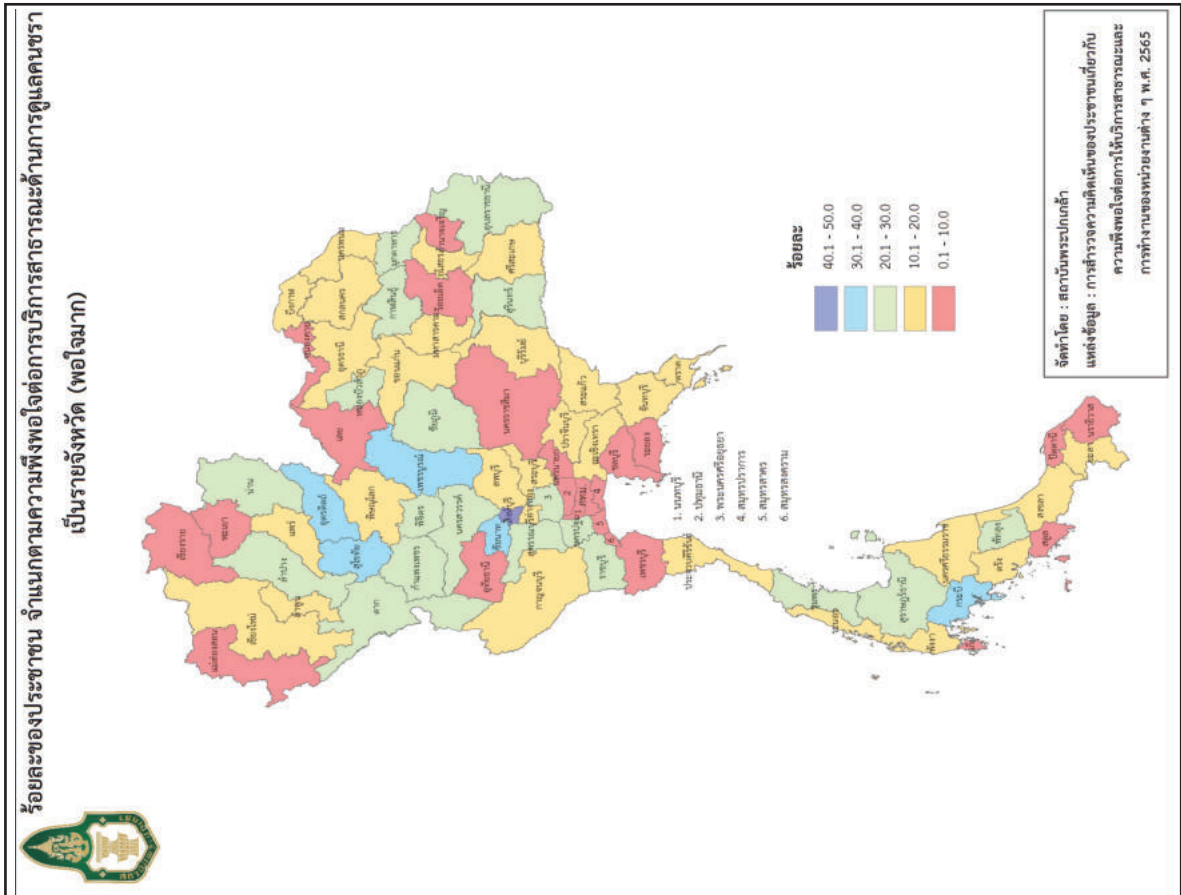 ร้อยละของประชาชน จำแนกตามความพึงพอใจต่อการบริการสาธารณะด้านการดูแลคนชรา
เป็นรายจังหวัด (พอใจมาก)
เชียงราย
พะเยา
แม่ฮ่องสอน
เชียงใหม่
น่าน
ลำปาง
ลำพูน
แพร่
อุตรดิตถ์
สุโขทัย
ตาก
พิษณุโลก
กำแพงเพชร
พิจิตร
เพชรบูรณ์
นครสวรรค์
อุทัยธานี
ชัยนาท
เลย
หนองคาย
บึงกาฬ
หนองบัวลำภู
อุดรธานี
สกลนคร
นครพนม
ขอนแก่น
กาฬสินธุ์
มุกดาหาร
ชัยภูมิ
มหาสารคาม
ร้อยเอ็ด
ยโสธร
อำนาจเจริญ
อุบลราชธานี
ศรีสะเกษ
สุรินทร์
บุรีรัมย์
นครราชสีมา
ลพบุรี
สระบุรี
สุพรรณบุรี
กาญจนบุรี
นครปฐม
ราชบุรี
เพชรบุรี
ประจวบคีรีขันธ์
นครนายก
ปราจีนบุรี
สระแก้ว
ฉะเชิงเทรา
ชลบุรี
ระยอง
จันทบุรี
ตราด
กทม
2
3
4
5
6
ชุมพร
ระนอง
สุราษฎร์ธานี
พังงา
กระบี่
นครศรีธรรมราช
ตรัง
พัทลุง
สตูล
สงขลา
ปัตตานี
ยะลา
นราธิวาส
1. นนทบุรี
2. ปทุมธานี
3. พระนครศรีอยุธยา
4. สมุทรปราการ
5. สมุทรสาคร
6. สมุทรสงคราม
ร้อยละ
40.1 - 50.0
30.1 - 40.0
20.1 - 30.0
10.1 - 20.0
0.1 - 10.0
จัดทำโดย : สถาบันพระปกเกล้า
แหล่งข้อมูล : การสำรวจความคิดเห็นของประชาชนเกี่ยวกับ
ความพึงพอใจต่อการให้บริการสาธารณะและ
การทำงานของหน่วยงานต่าง ๆ พ.ศ. 2565